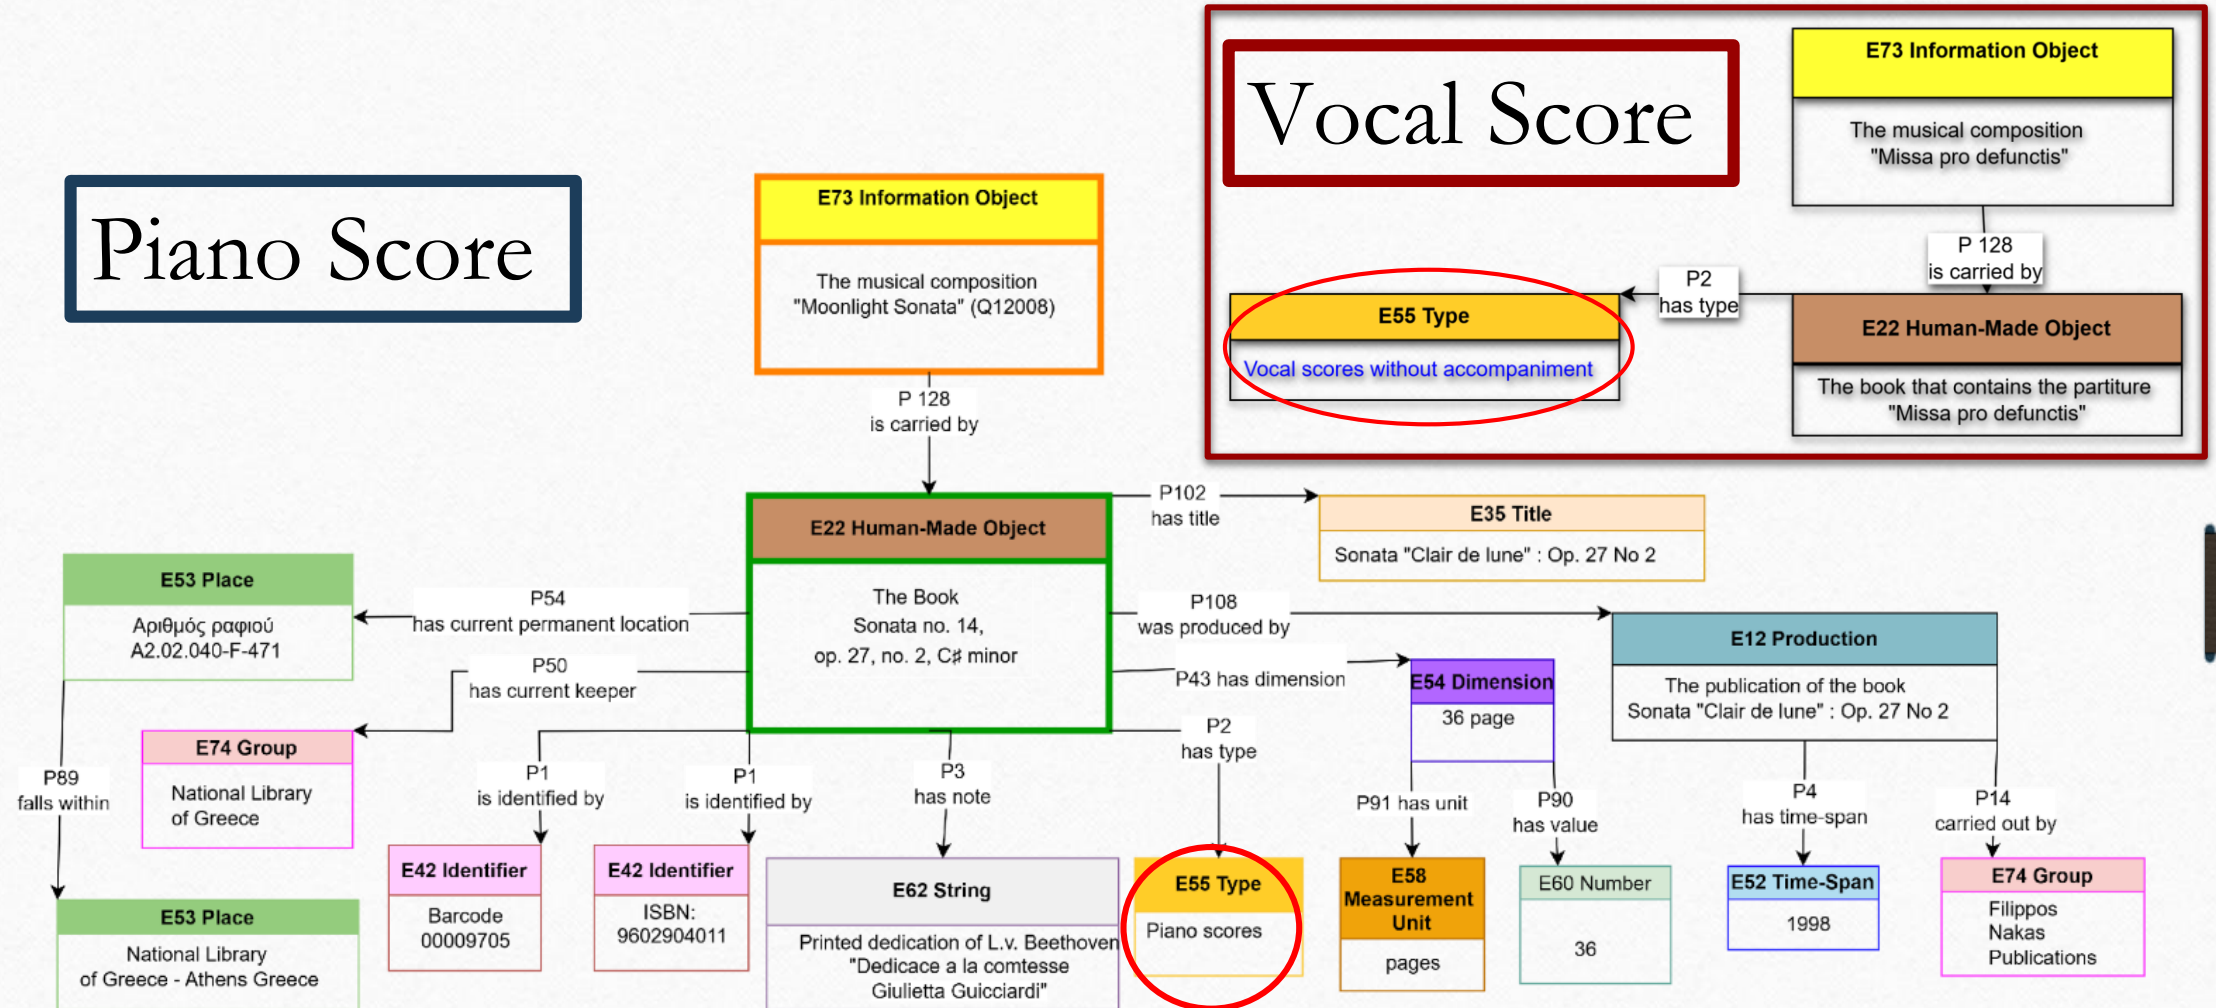 Vocal Score
E73 Information Object
The musical composition
"Missa pro defunctis"
P 128
is carried by
P2
has type
E55 Type
Vocal scores without accompaniment
E22 Human-Made Object
The book that contains the partiture
"Missa pro defunctis"
Piano Score
E73 Information Object
The musical composition
"Moonlight Sonata" (Q12008)
P 128
is carried by
E22 Human-Made Object
The Book
Sonata no. 14,
op. 27, no. 2, C♯ minor
P102
has title
E35 Title
Sonata "Clair de lune" : Op. 27 No 2
P54
has current permanent location
E53 Place
Αριθμός ραφιού
A2.02.040-F-471
P50
has current keeper
E74 Group
National Library
of Greece
P89
falls within
E53 Place
National Library
of Greece - Athens Greece
P1
is identified by
E42 Identifier
Barcode
00009705
P1
is identified by
E42 Identifier
ISBN:
9602904011
P3
has note
E62 String
Printed dedication of L.v. Beethoven
"Dedicace a la comtesse
Giulietta Guicciardi"
P2
has type
E55 Type
Piano scores
P43 has dimension
E54 Dimension
36 page
P91 has unit
E58
Measurement
Unit
pages
P90
has value
E60 Number
36
P108
was produced by
E12 Production
The publication of the book
Sonata "Clair de lune" : Op. 27 No 2
P4
has time-span
E52 Time-Span
1998
P14
carried out by
E74 Group
Filippos
Nakas
Publications